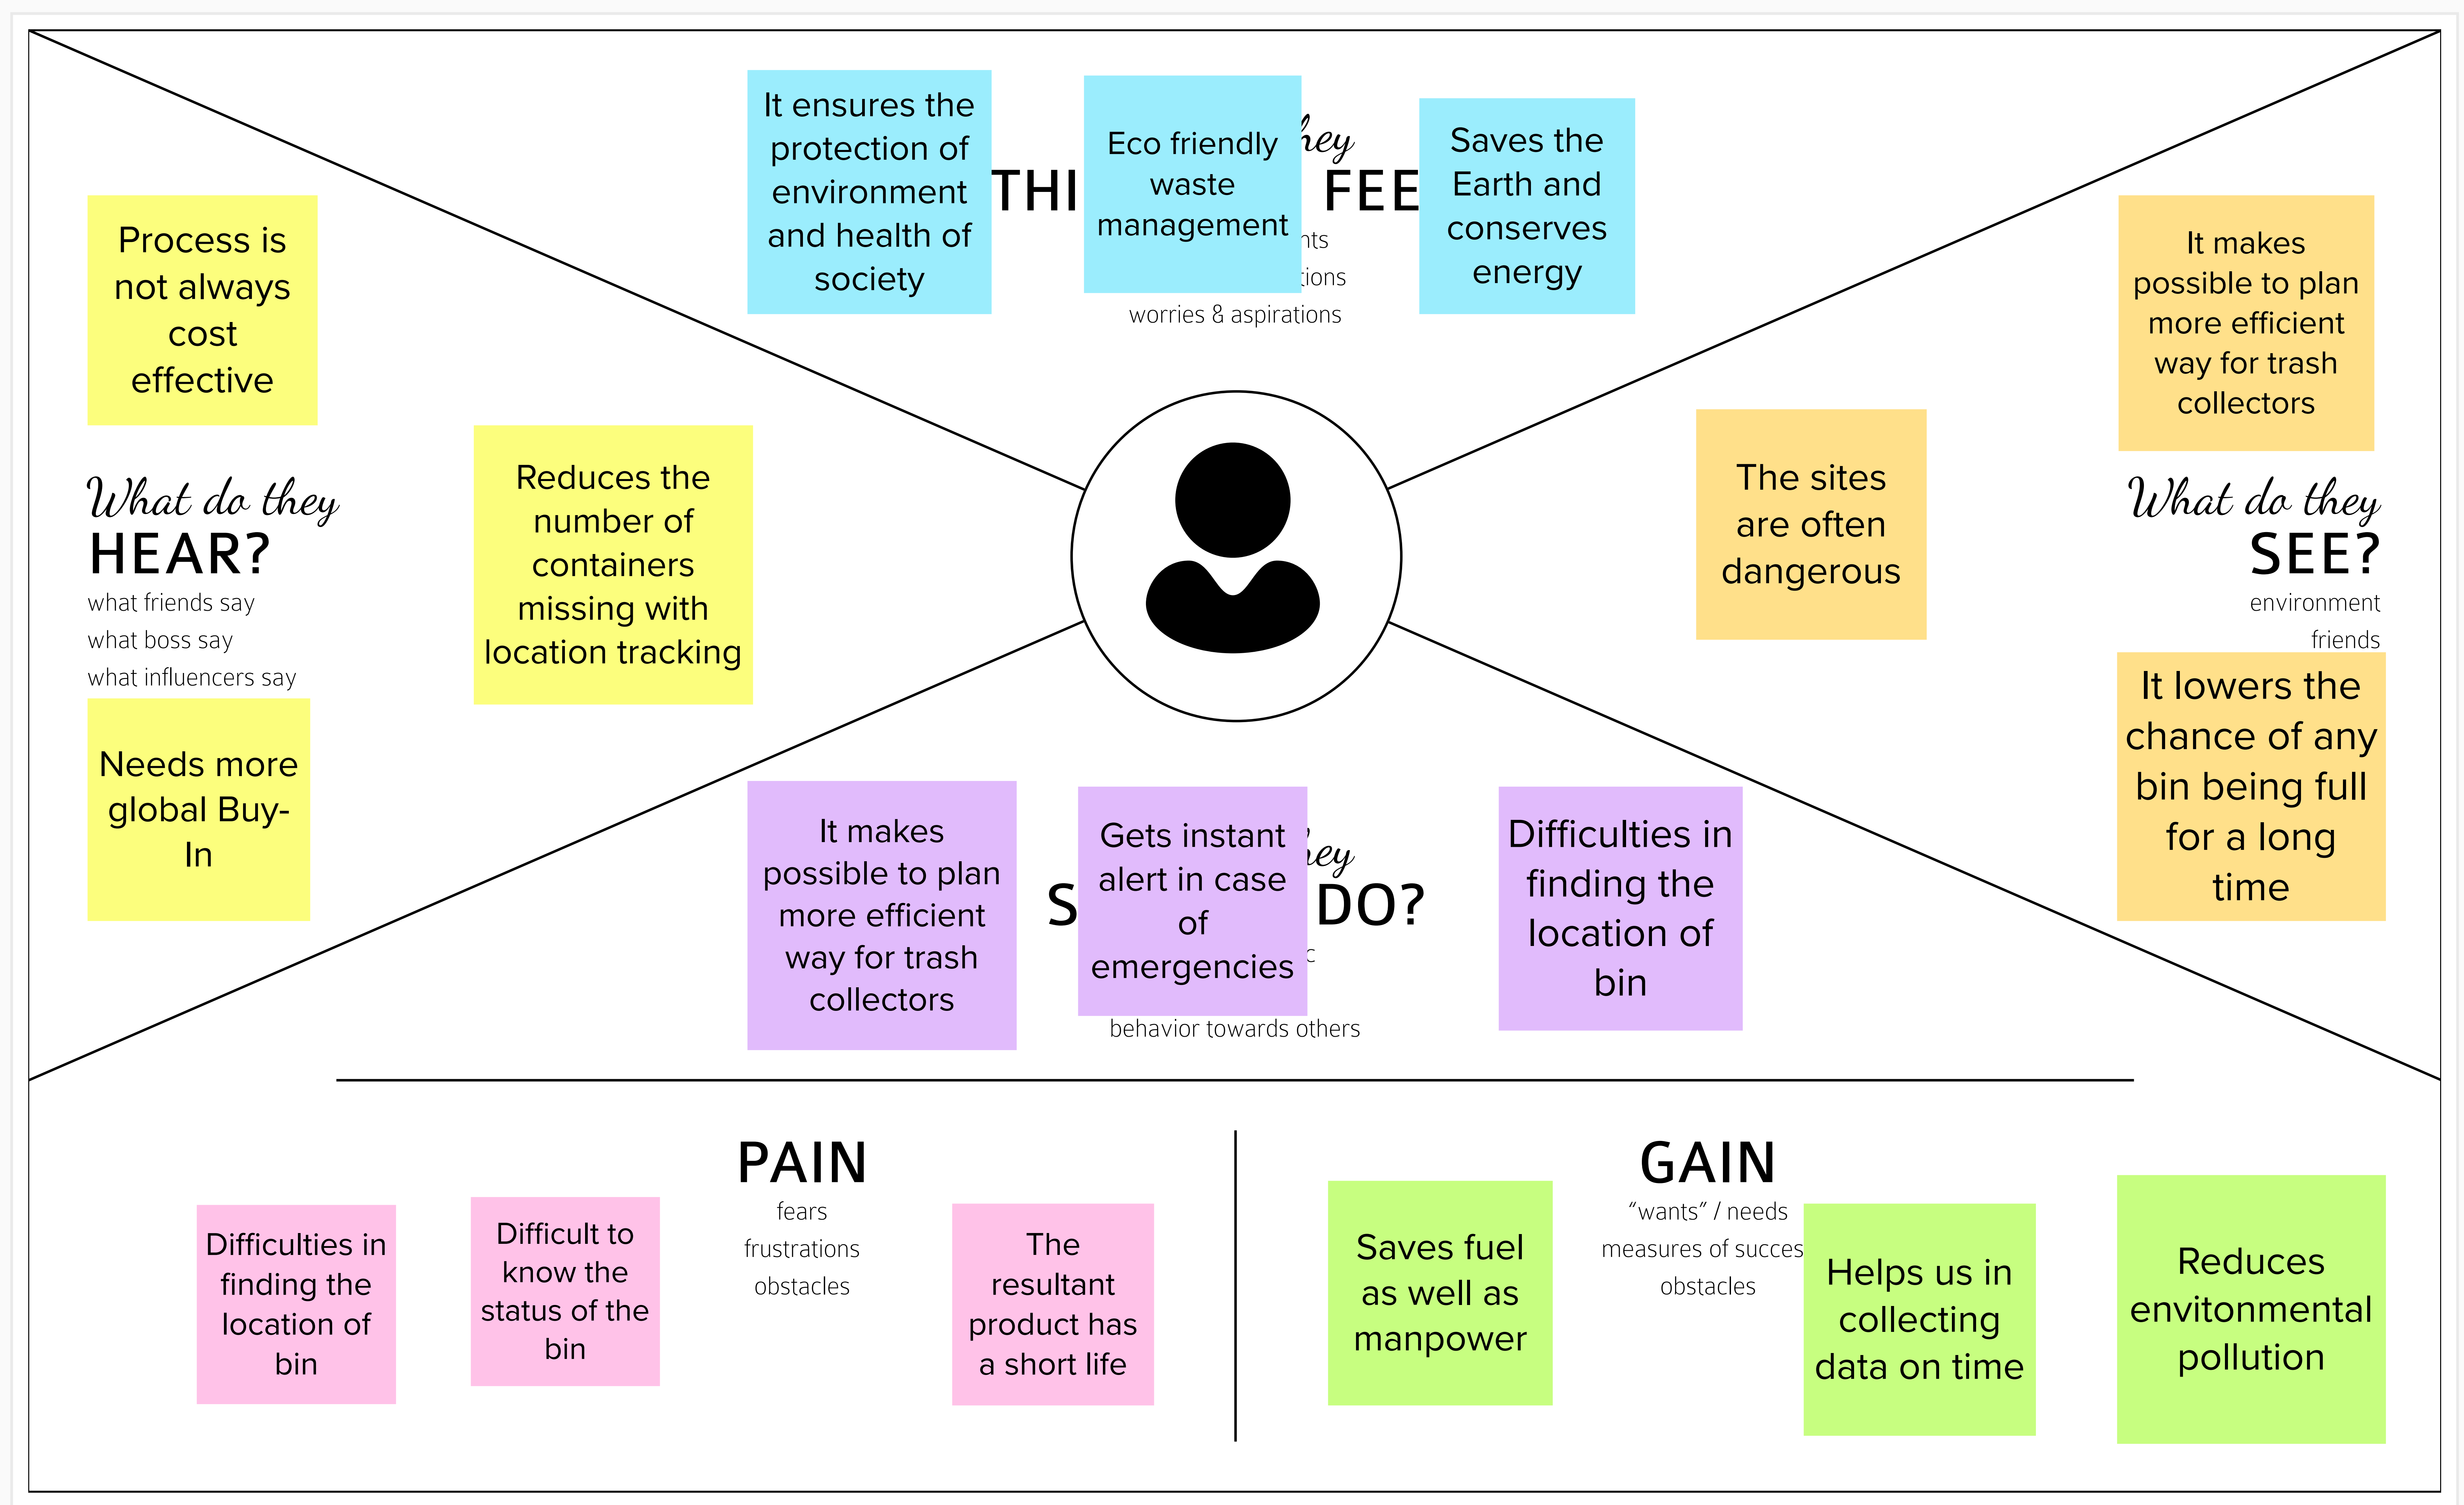 It ensures the
protection of
environment
and health of
society
Eco friendly
waste
management
hey
THI
FEE
nts
tions
worries & aspirations
Saves the
Earth and
conserves
energy
Process is
not always
cost
effective
What do they
HEAR?
what friends say
what boss say
what influencers say
Reduces the
number of
containers
missing with
location tracking
Needs more
global Buy-
In
It makes
possible to plan
more efficient
way for trash
collectors
The sites
are often
dangerous
What do they
SEE?
environment
friends
It lowers the
chance of any
bin being full
for a long
time
It makes
possible to plan
more efficient
way for trash
collectors
Gets instant
alert in case
of
emergencies
hey
S
DO?
c
behavior towards others
Difficulties in
finding the
location of
bin
PAIN
fears
frustrations
obstacles
Difficulties in
finding the
location of
bin
Difficult to
know the
status of the
bin
The
resultant
product has
a short life
GAIN
“wants” / needs
measures of succes
obstacles
Saves fuel
as well as
manpower
Helps us in
collecting
data on time
Reduces
envitonmental
pollution